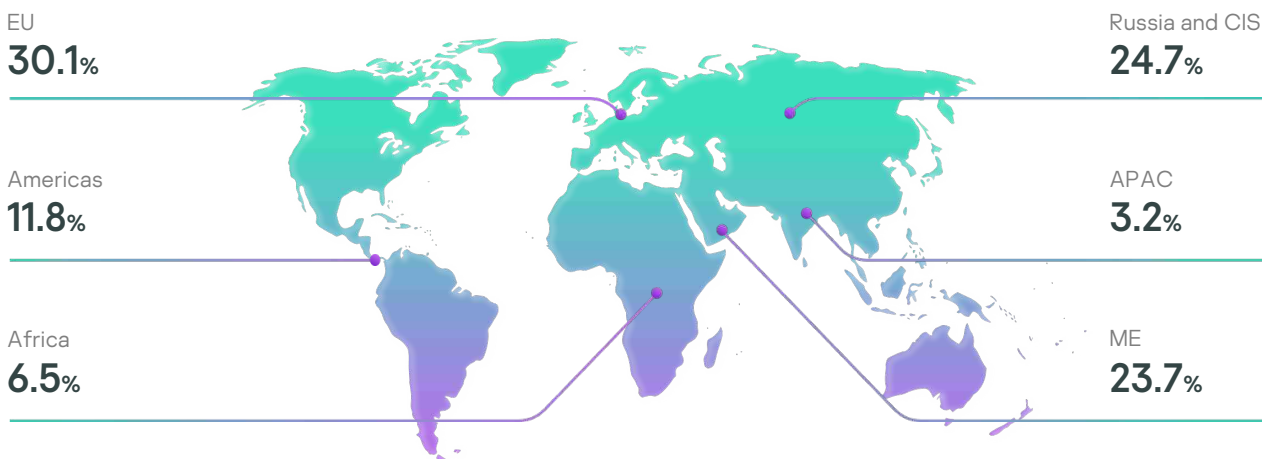 EU
30.1%
Americas
11.8%
Africa
6.5%
Russia and CIS
24.7%
APAC
3.2%
ME
23.7%